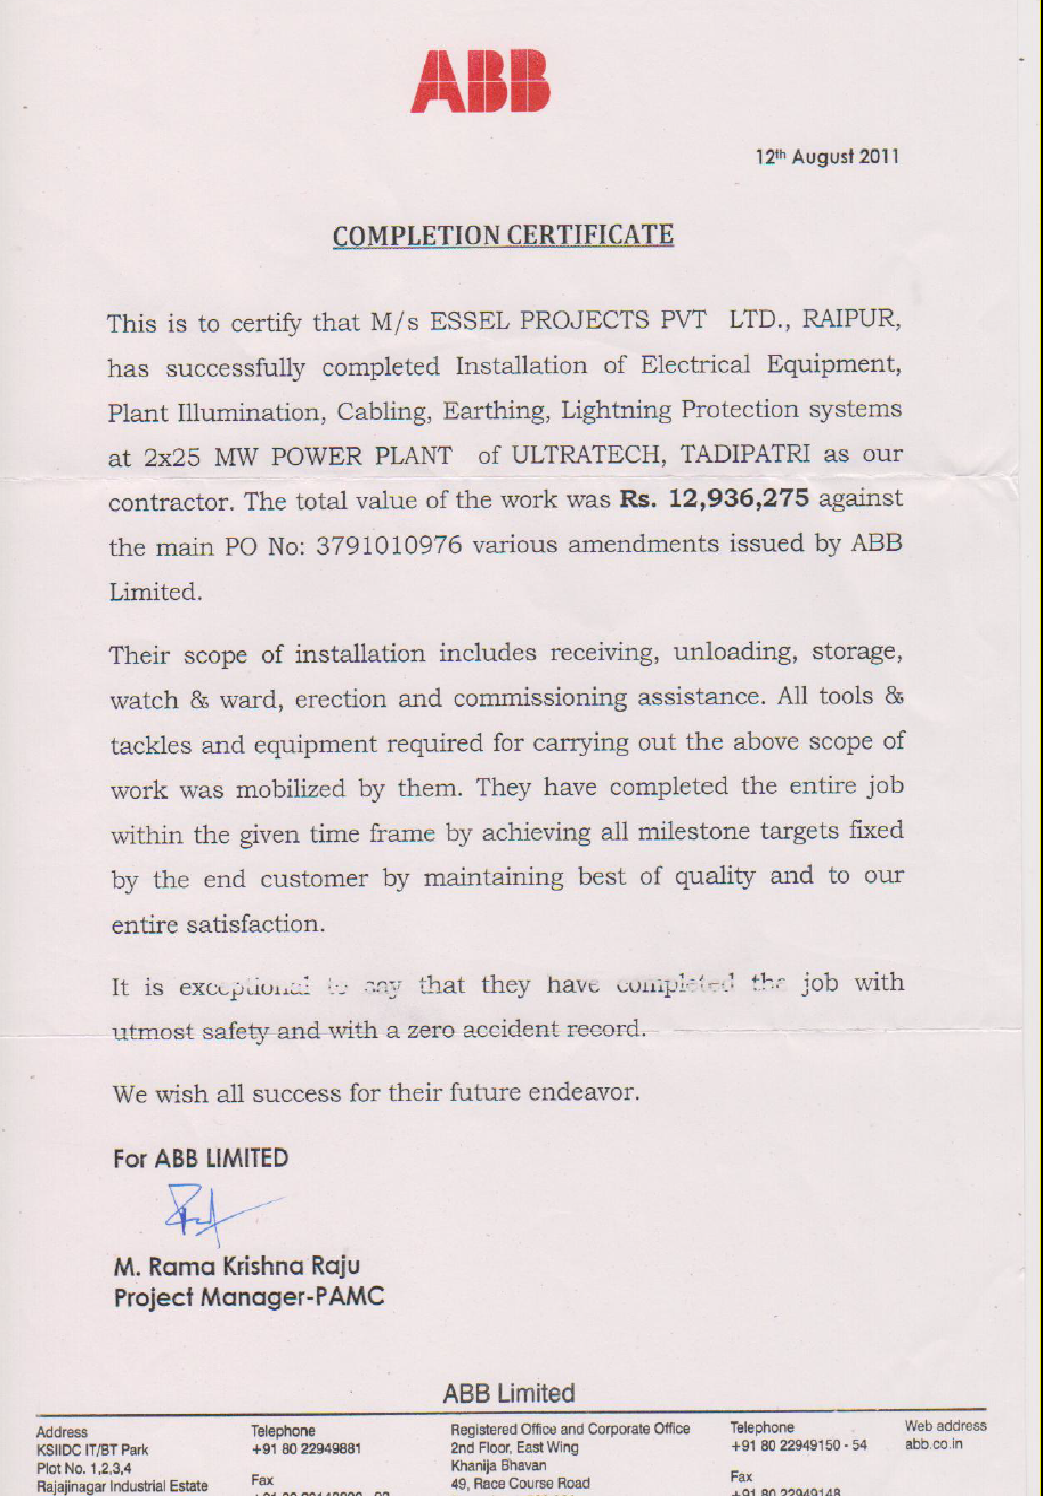 ABB
12th August 2011
COMPLETION CERTIFICATE
This is to certify that M/s ESSEL PROJECTS PVT LTD., RAIPUR,
has successfully completed Installation of Electrical Equipment,
Plant Illumination, Cabling, Earthing, Lightning Protection systems
at 2x25 MW POWER PLANT of ULTRATECH, TADIPATRI as our
contractor. The total value of the work was Rs. 12,936,275 against
the main PO No: 3791010976 various amendments issued by ABB
Limited.
Their scope of installation includes receiving, unloading, storage,
watch & ward, erection and commissioning assistance. All tools &
tackles and equipment required for carrying out the above scope of
work was mobilized by them. They have completed the entire job
within the given time frame by achieving all milestone targets fixed
by the end customer by maintaining best of quality and to our
entire satisfaction.
It is exceptional to say that they have completed the job with
utmost safety and with a zero accident record.
We wish all success for their future endeavor.
For ABB LIMITED
M. Rama Krishna Raju
Project Manager-PAMC
ABB Limited
Address
KSIIDC IT/BT Park
Plot No. 1,2,3,4
Rajajinagar Industrial Estate
Telephone
+91 80 22949881
Fax
Registered Office and Corporate Office
2nd Floor, East Wing
Khanija Bhavan
49, Race Course Road
Telephone
+91 80 22949150 - 54
Fax
+91 80 22949148
Web address
abb.co.in